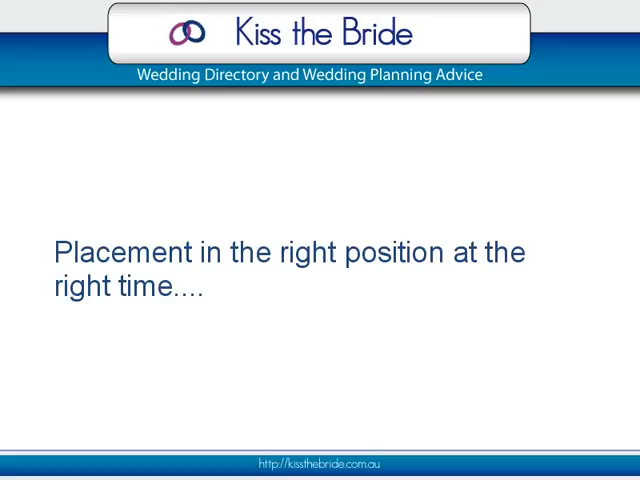 Kiss the Bride
Wedding Directory and Wedding Planning Advice
Placement in the right position at the
right time....
http://kissthebride.com.au